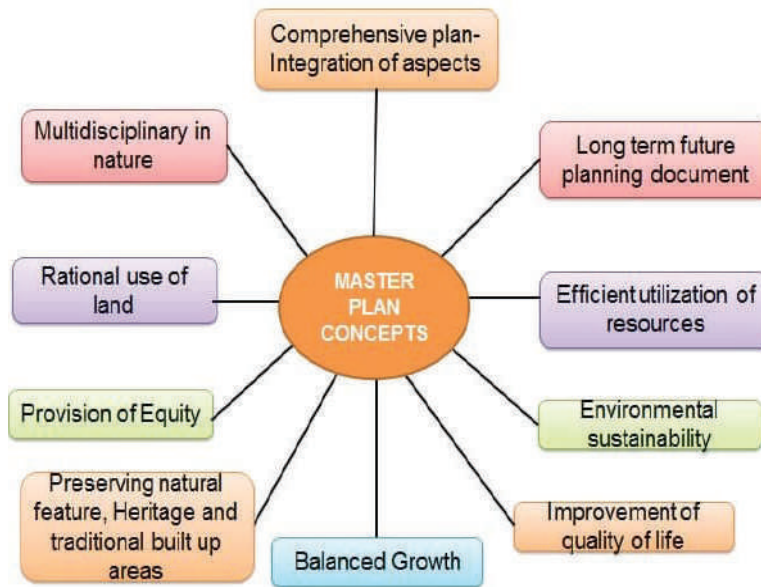 Comprehensive plan-
Integration of aspects
Multidisciplinary in
nature
Long term future
planning document
Rational use of
land
MASTER
PLAN
CONCEPTS
Efficient utilization of
resources
Provision of Equity
Environmental
sustainability
Preserving natural
feature, Heritage and
traditional built up
areas
Balanced Growth
Improvement of
quality of life